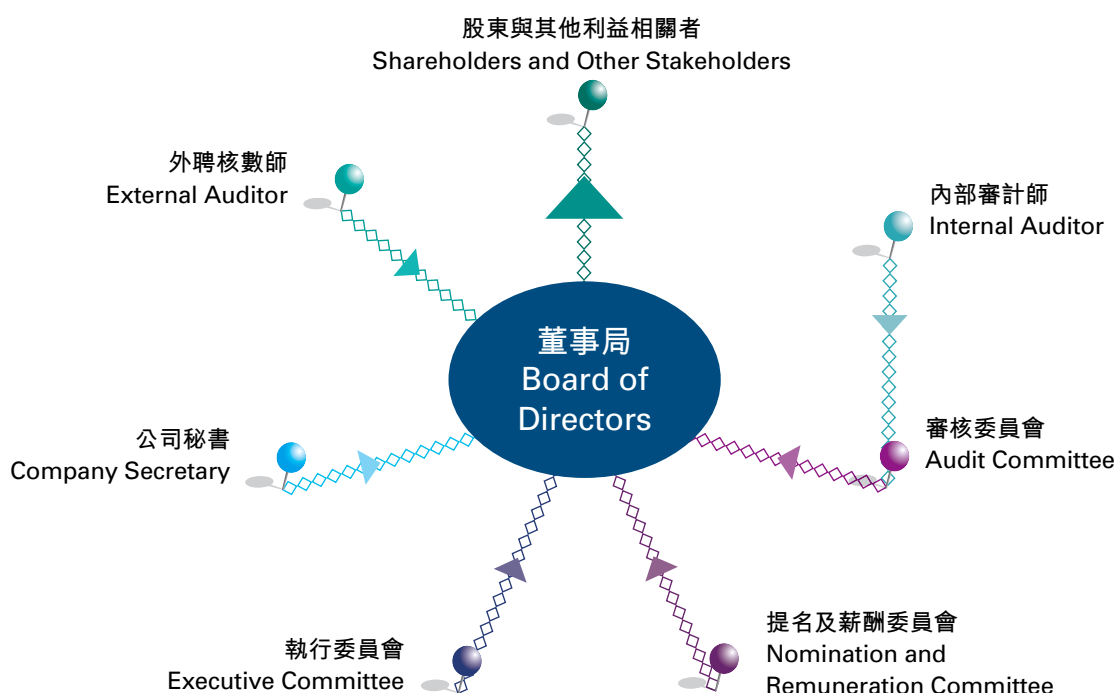 股東與其他利益相關者
Shareholders and Other Stakeholders
外聘核數師
External Auditor
內部審計師
Internal Auditor
董事局
Board of
Directors
公司秘書
Company Secretary
審核委員會
Audit Committee
執行委員會
Executive Committee
提名及薪酬委員會
Nomination and
Remuneration Committee